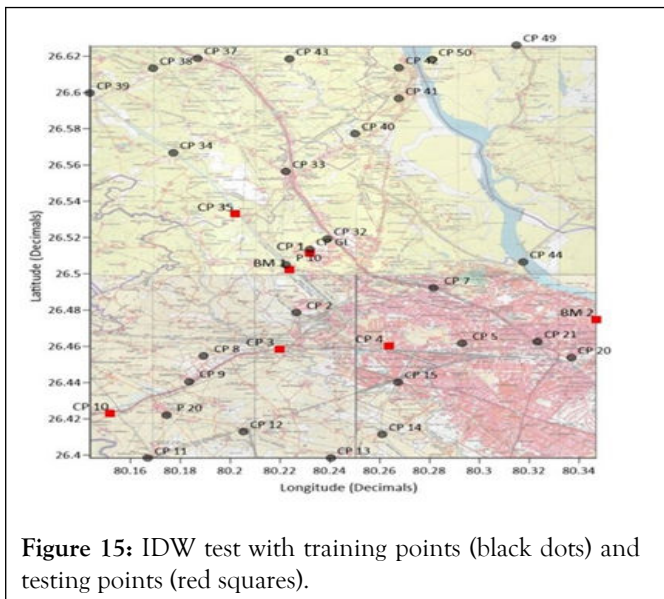 CP 49
26.62
CP 37
CP 43
CP 50
CP 38
CP 42
CP 39
26.6
CP 41
26.58
CP 40
CP 34
26.56
CP 33
26.54
CP 35
26.52
CP 32
CP 1
CP GL
BM 1
P 10
CP 44
26.5
CP 7
26.48
CP 2
BM 2
26.46
CP 3
CP 4
CP 5
CP 21
CP 8
CP 20
26.44
CP 9
CP 15
CP 10
26.42
P 20
CP 12
CP 14
26.4
CP 11
CP 13
80.16 80.18 80.2 80.22 80.24 80.26 80.28 80.3 80.32 80.34
Latitude (Decimals)
Longitude (Decimals)
Figure 15: IDW test with training points (black dots) and
testing points (red squares).